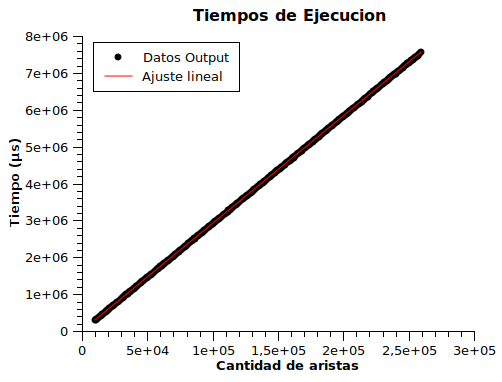 Tiempos de Ejecucion
8e+06
7e+06
6e+06
5e+06
4e+06
3e+06
2e+06
1e+06
0
Tiempo (µs)
Datos Output
Ajuste lineal
0 5e+04 1e+05 1,5e+05 2e+05 2,5e+05 3e+05
Cantidad de aristas